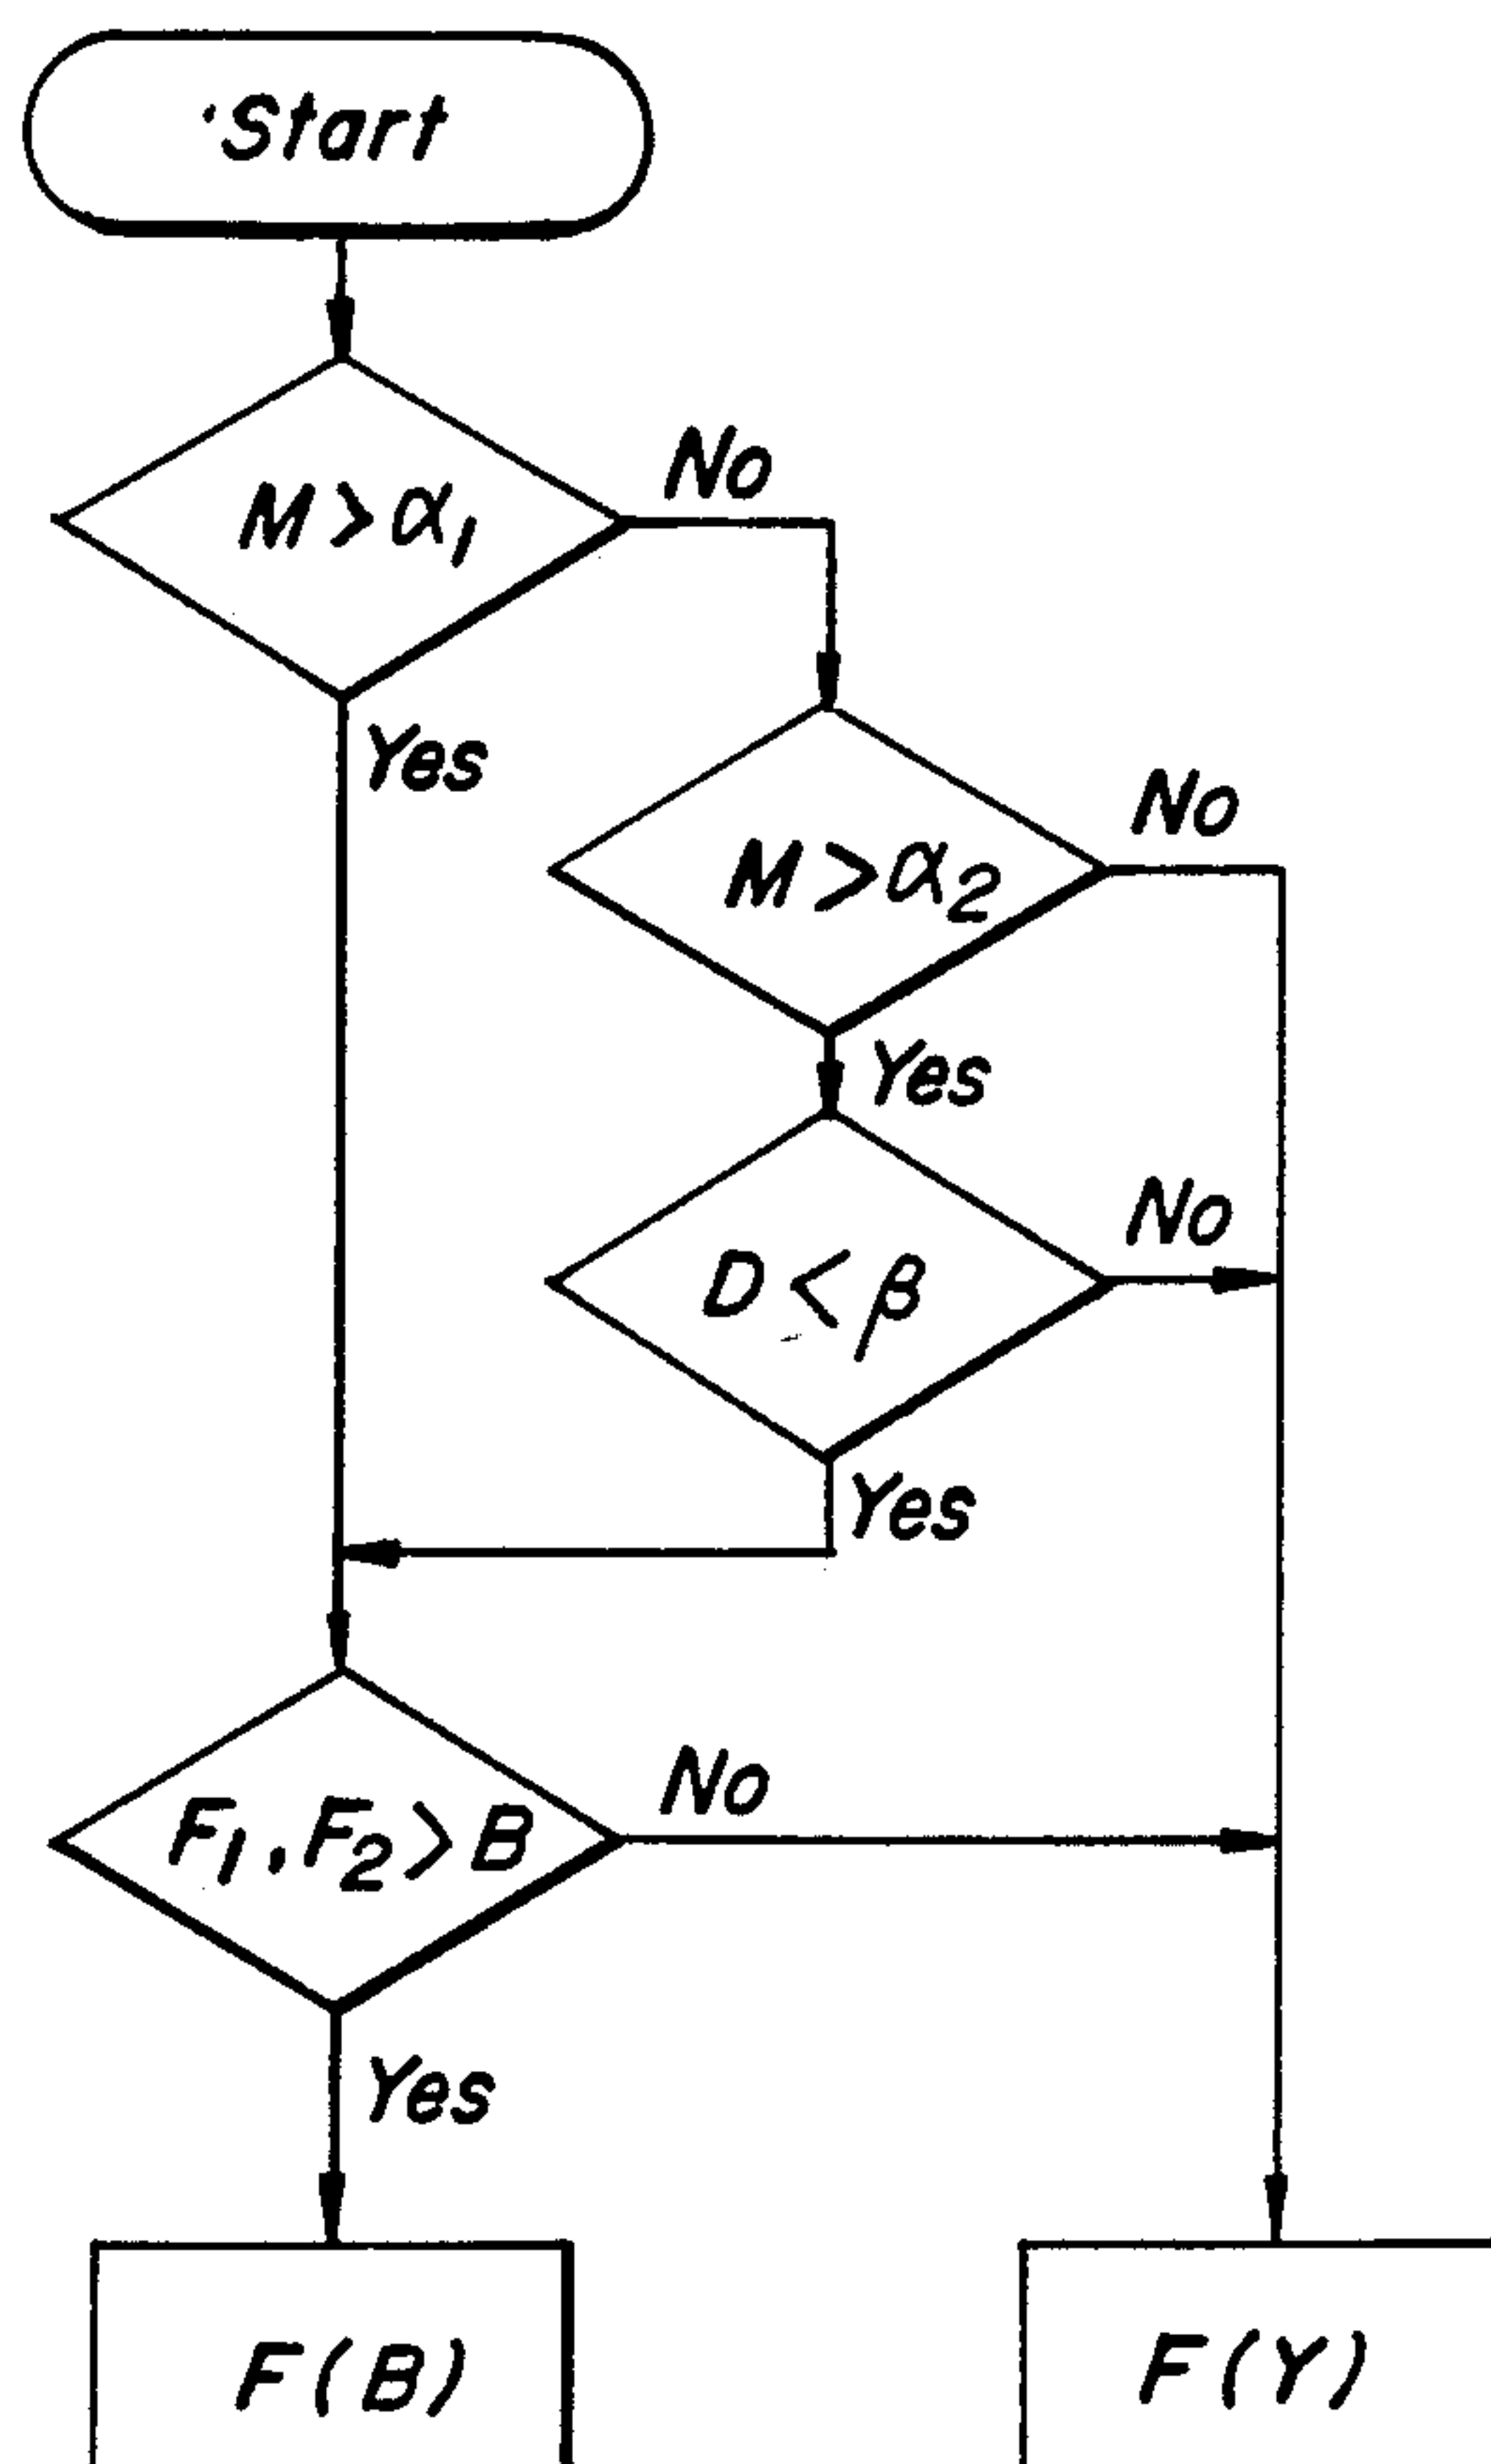 Start
M>α₁
No
Yes
M>α₂
No
Yes
D<β
No
Yes
F₁,F₂>B
No
Yes
F(B)
F(Y)